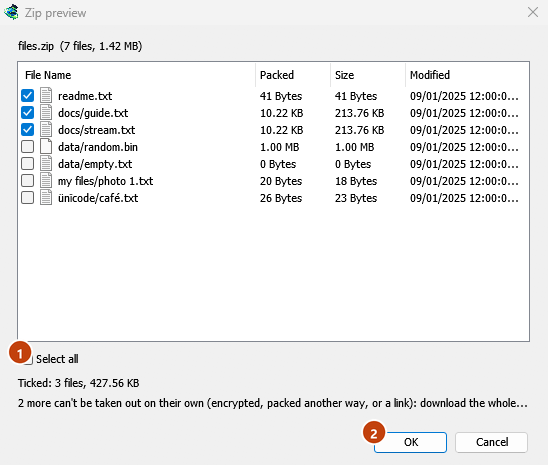 Zip preview
files.zip (7 files, 1.42 MB)
File Name Packed Size Modified
readme.txt 41 Bytes 41 Bytes 09/01/2025 12:00:0...
docs/guide.txt 10.22 KB 213.76 KB 09/01/2025 12:00:0...
docs/stream.txt 10.22 KB 213.76 KB 09/01/2025 12:00:0...
data/random.bin 1.00 MB 1.00 MB 09/01/2025 12:00:0...
data/empty.txt 0 Bytes 0 Bytes 09/01/2025 12:00:0...
my files/photo 1.txt 20 Bytes 18 Bytes 09/01/2025 12:00:0...
ünïcode/café.txt 26 Bytes 23 Bytes 09/01/2025 12:00:0...
1 Select all
Ticked: 3 files, 427.56 KB
2 more can't be taken out on their own (encrypted, packed another way, or a link): download the whole...
2 OK Cancel